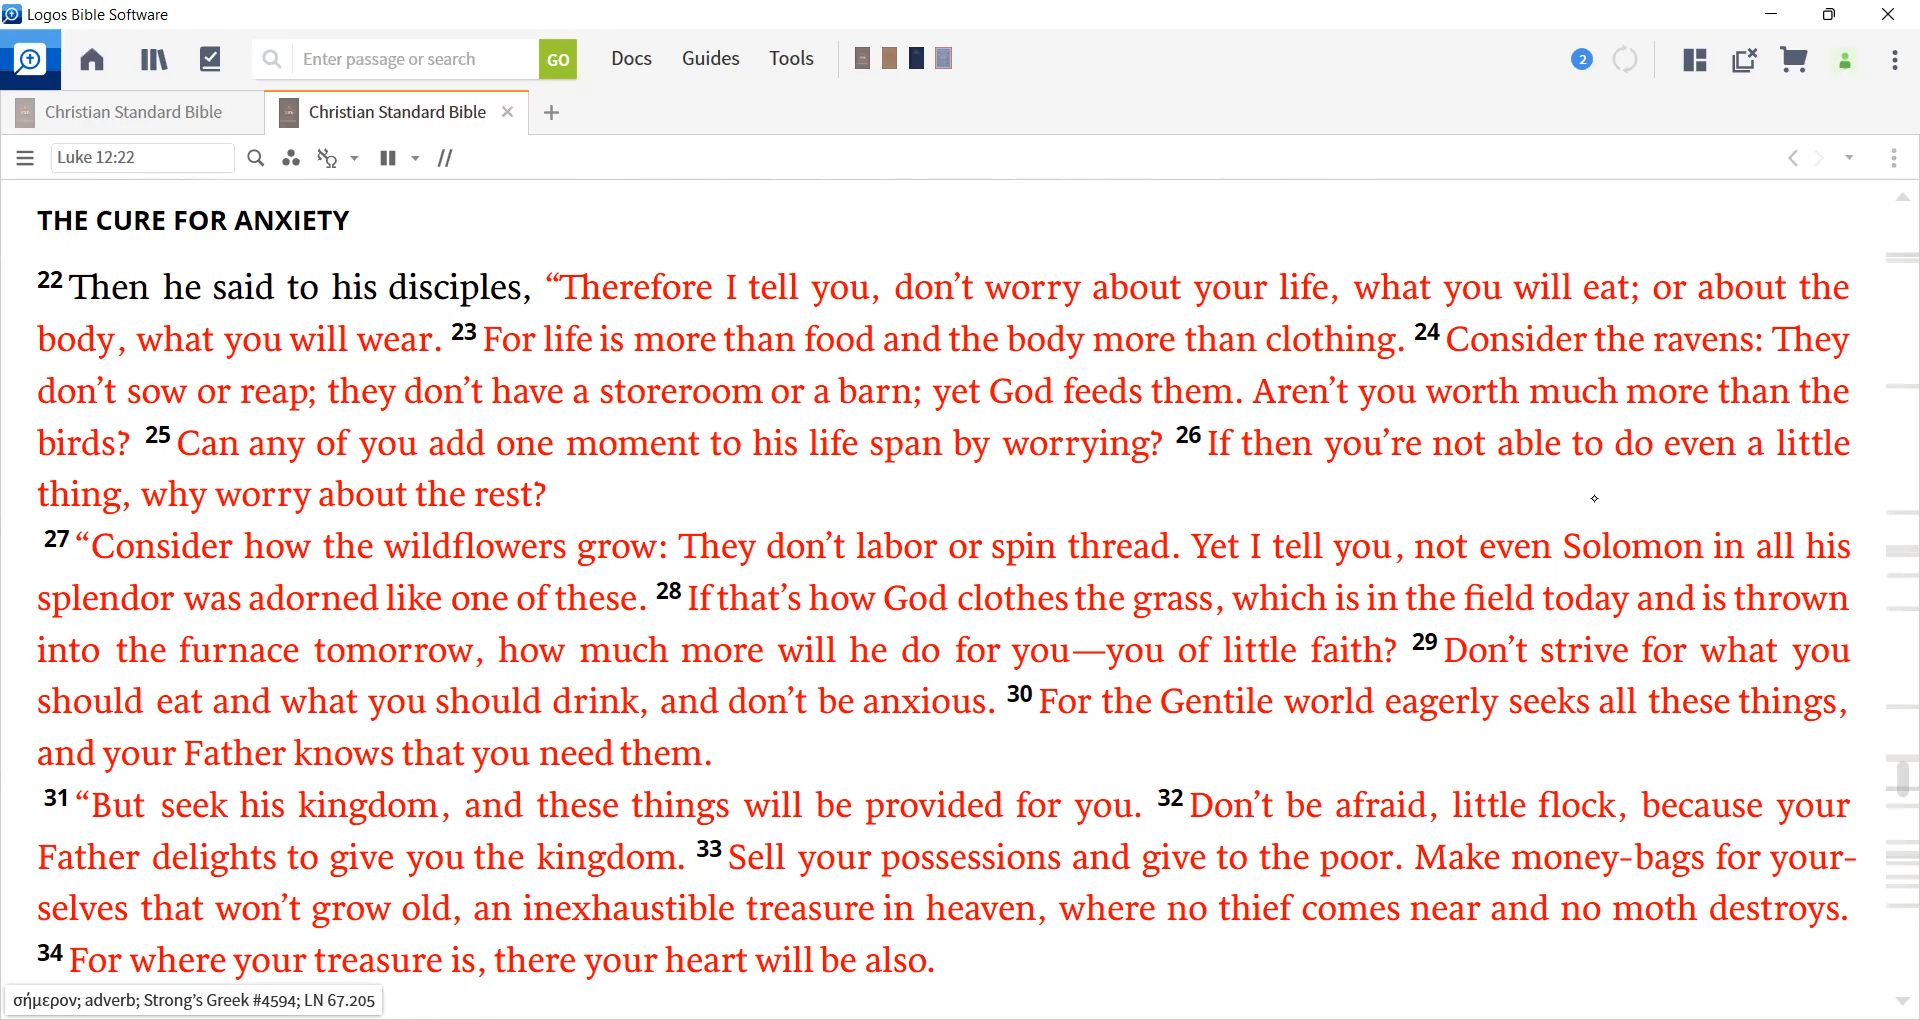 Logos Bible Software
Enter passage or search GO Docs Guides Tools 2
Christian Standard Bible Christian Standard Bible
Luke 12:22
THE CURE FOR ANXIETY
22 Then he said to his disciples, “Therefore I tell you, don’t worry about your life, what you will eat; or about the
body, what you will wear. 23 For life is more than food and the body more than clothing. 24 Consider the ravens: They
don’t sow or reap; they don’t have a storeroom or a barn; yet God feeds them. Aren’t you worth much more than the
birds? 25 Can any of you add one moment to his life span by worrying? 26 If then you’re not able to do even a little
thing, why worry about the rest?
27 “Consider how the wildflowers grow: They don’t labor or spin thread. Yet I tell you, not even Solomon in all his
splendor was adorned like one of these. 28 If that’s how God clothes the grass, which is in the field today and is thrown
into the furnace tomorrow, how much more will he do for you—you of little faith? 29 Don’t strive for what you
should eat and what you should drink, and don’t be anxious. 30 For the Gentile world eagerly seeks all these things,
and your Father knows that you need them.
31 “But seek his kingdom, and these things will be provided for you. 32 Don’t be afraid, little flock, because your
Father delights to give you the kingdom. 33 Sell your possessions and give to the poor. Make money-bags for your-
selves that won’t grow old, an inexhaustible treasure in heaven, where no thief comes near and no moth destroys.
34 For where your treasure is, there your heart will be also.
σήμερον; adverb; Strong’s Greek #4594; LN 67.205